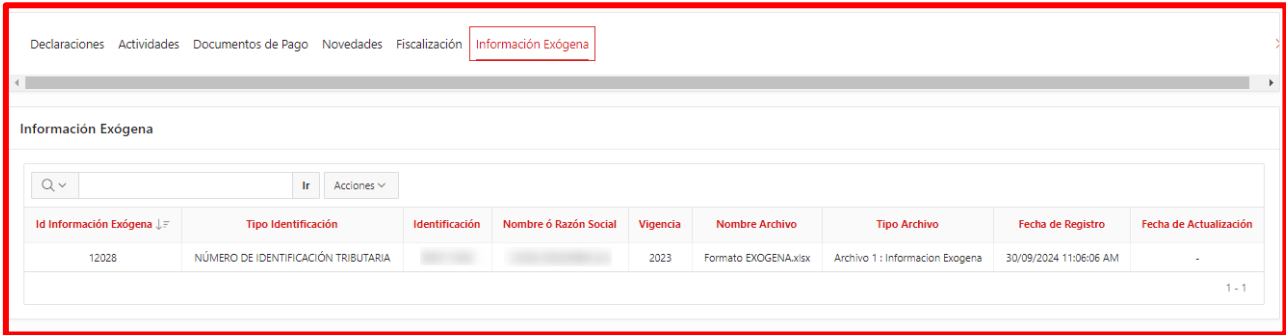 Declaraciones Actividades Documentos de Pago Novedades Fiscalización Información Exógena
Información Exógena
Ir Acciones
Id Información Exógena Tipo Identificación Identificación Nombre ó Razón Social Vigencia Nombre Archivo Tipo Archivo Fecha de Registro Fecha de Actualización
12028 NÚMERO DE IDENTIFICACIÓN TRIBUTARIA 2023 Formato EXOGENA.xlsx Archivo 1 : Informacion Exogena 30/09/2024 11:06:06 AM -
1 - 1